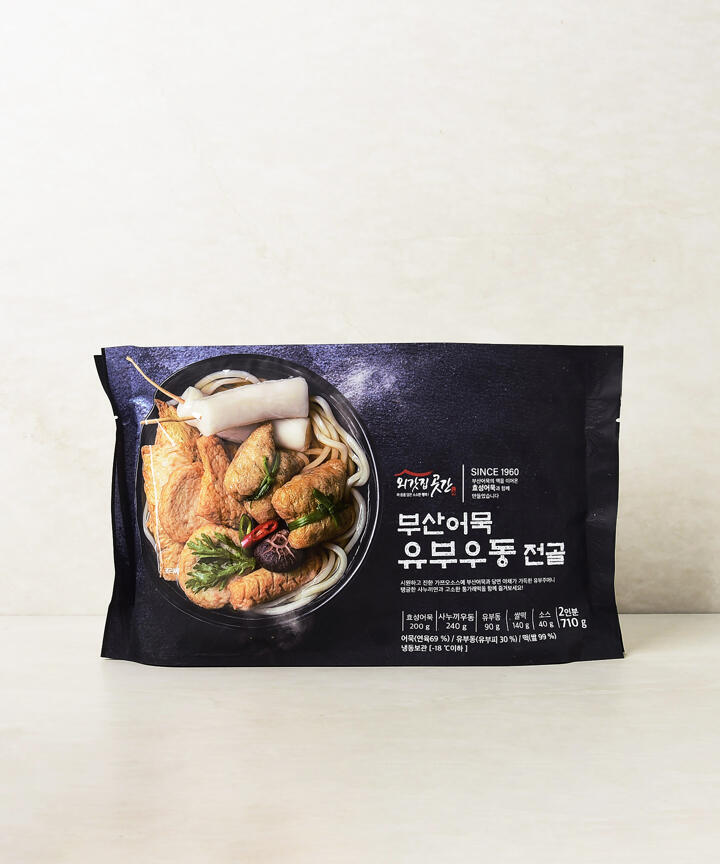 외갓집 곳간
SINCE 1960
부산어묵의 맥을 이어온
효성어묵과 함께
만들었습니다
부산어묵
유부우동 전골
시원하고 진한 가쯔오소스에 부산어묵과 당면 야채가 가득한 유부주머니
탱글한 사누끼면과 고소한 통가래떡을 함께 즐겨보세요!
효성어묵 사누끼우동 유부동 쌀떡 소스 2인분
200 g 240 g 90 g 140 g 40 g 710 g
어묵(연육69 %) / 유부동(유부피 30 %) / 떡(쌀 99 %)
냉동보관 [-18 ℃이하]